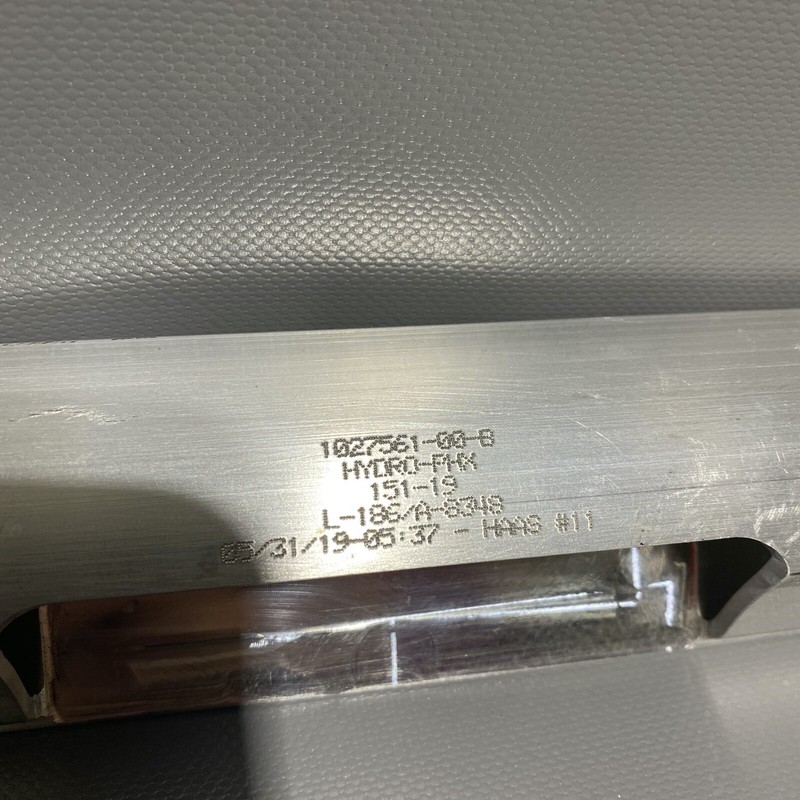 1027561-00-B
HYDRO-PHX
151-19
L-186/A-8348
05/31/19-05:37 - HAAS #11